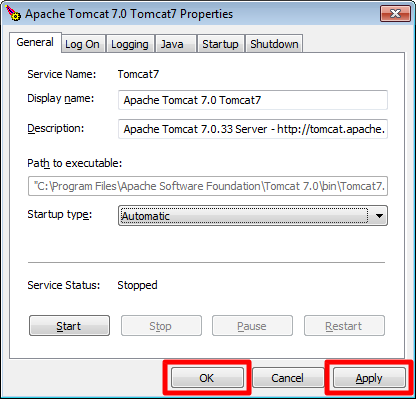 Apache Tomcat 7.0 Tomcat7 Properties
General Log On Logging Java Startup Shutdown
Service Name: Tomcat7
Display name: Apache Tomcat 7.0 Tomcat7
Description: Apache Tomcat 7.0.33 Server - http://tomcat.apache.
Path to executable:
"C:\Program Files\Apache Software Foundation\Tomcat 7.0\bin\Tomcat7.
Startup type: Automatic
Service Status: Stopped
Start Stop Pause Restart
OK Cancel Apply